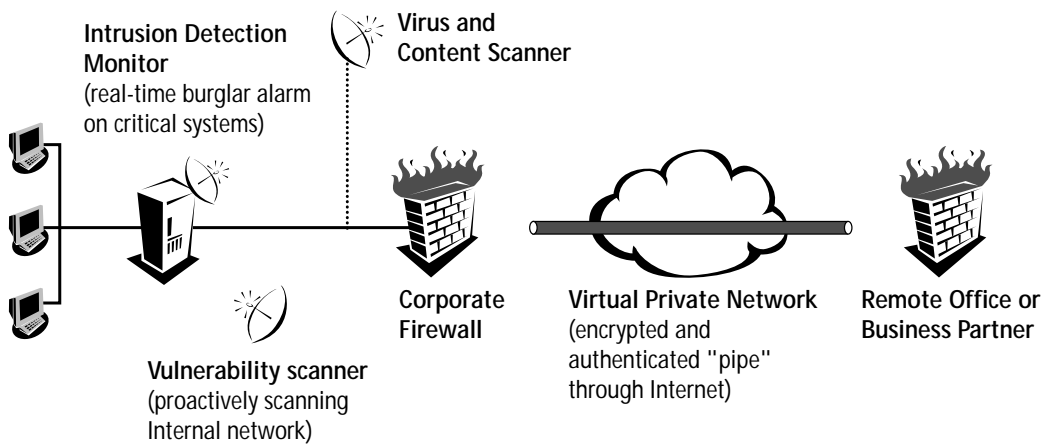 Intrusion Detection
Monitor
(real-time burglar alarm
on critical systems)
Virus and
Content Scanner
Corporate
Firewall
Virtual Private Network
(encrypted and
authenticated "pipe"
through Internet)
Remote Office or
Business Partner
Vulnerability scanner
(proactively scanning
Internal network)